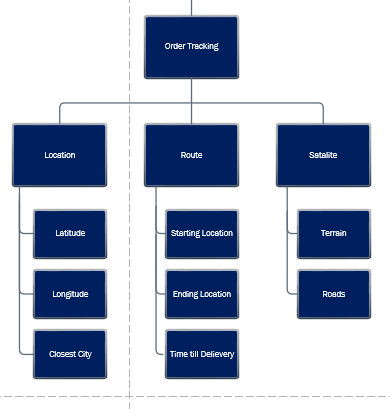 Order Tracking
Location
Route
Satalite
Latitude
Starting Location
Terrain
Longitude
Ending Location
Roads
Closest City
Time till Delievery